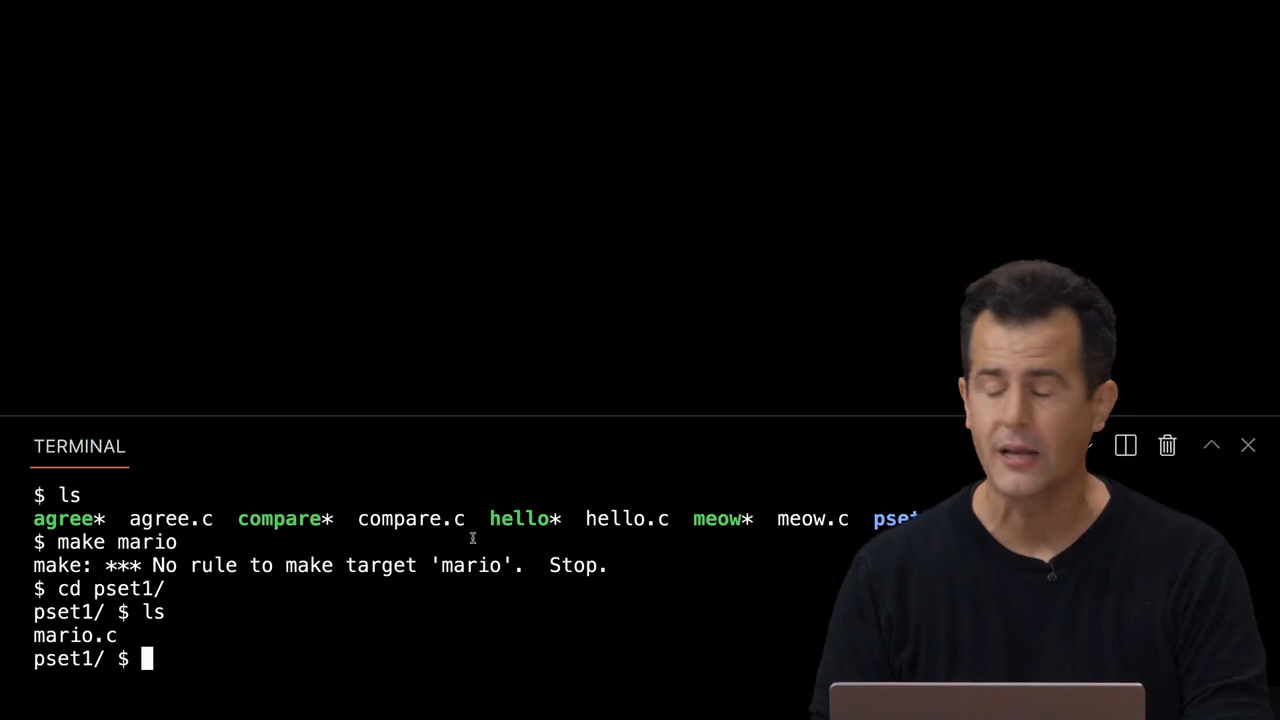 TERMINAL
$ ls
agree* agree.c compare* compare.c hello* hello.c meow* meow.c pset
$ make mario
make: *** No rule to make target 'mario'. Stop.
$ cd pset1/
pset1/ $ ls
mario.c
pset1/ $